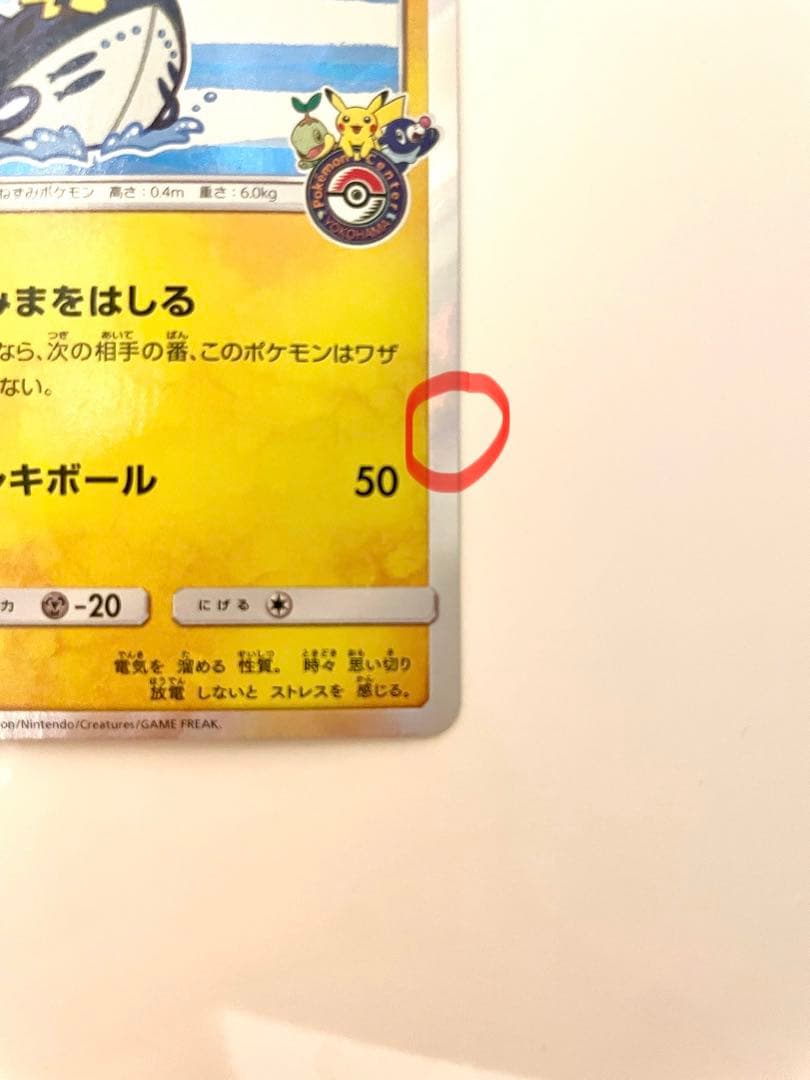 Pokémon Center
YOKOHAMA
ねずみポケモン 高さ:0.4m 重さ:6.0kg
まをはしる
なら、次の相手の番、このポケモンはワザ
ない。
キボール 50
力 -20 にげる
電気を 溜める 性質。 時々 思い切り
放電 しないと ストレスを 感じる。
on/Nintendo/Creatures/GAME FREAK.